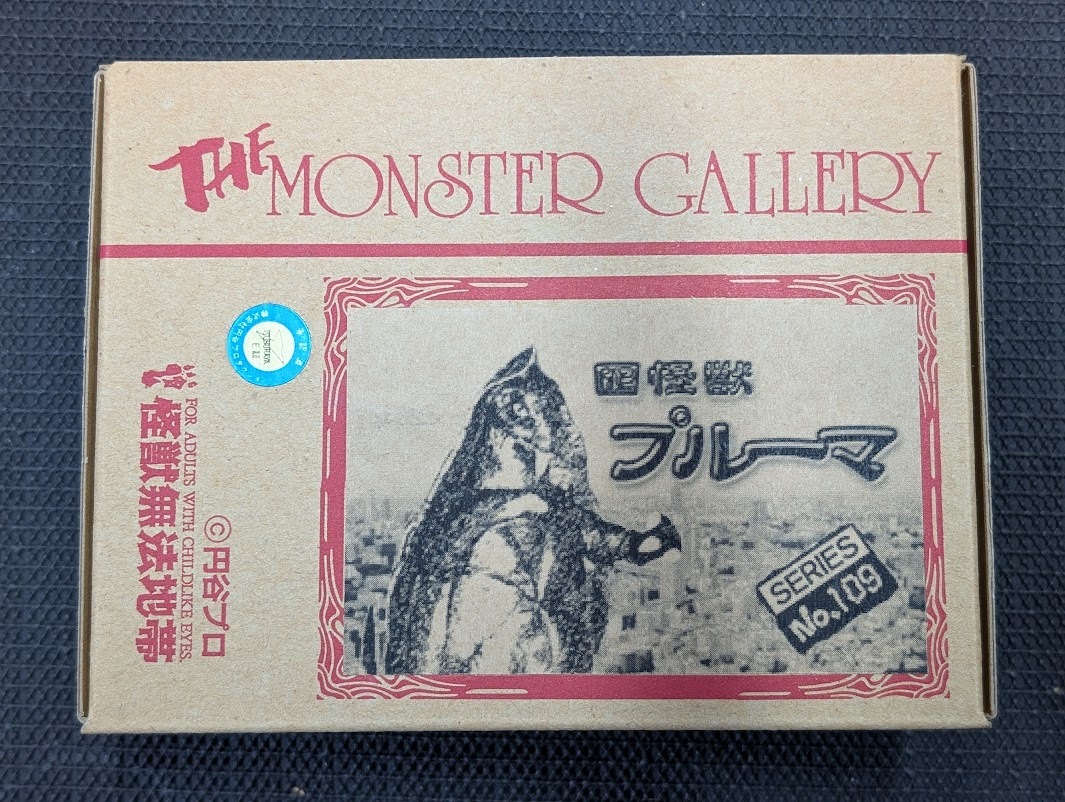 THE MONSTER GALLERY
囮怪獣
プルーマ
SERIES
No.109
怪獣無法地帯
FOR ADULTS WITH CHILDLIKE EYES.
©円谷プロ